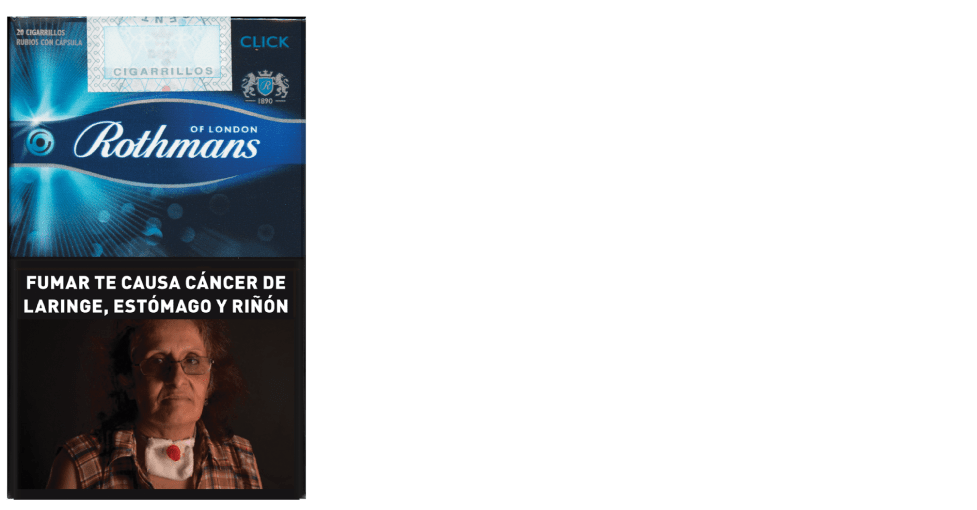 20 CIGARRILLOS
RUBIOS CON CÁPSULA
CIGARRILLOS
CLICK
R
1890
OF LONDON
Rothmans
FUMAR TE CAUSA CÁNCER DE
LARINGE, ESTÓMAGO Y RIÑÓN